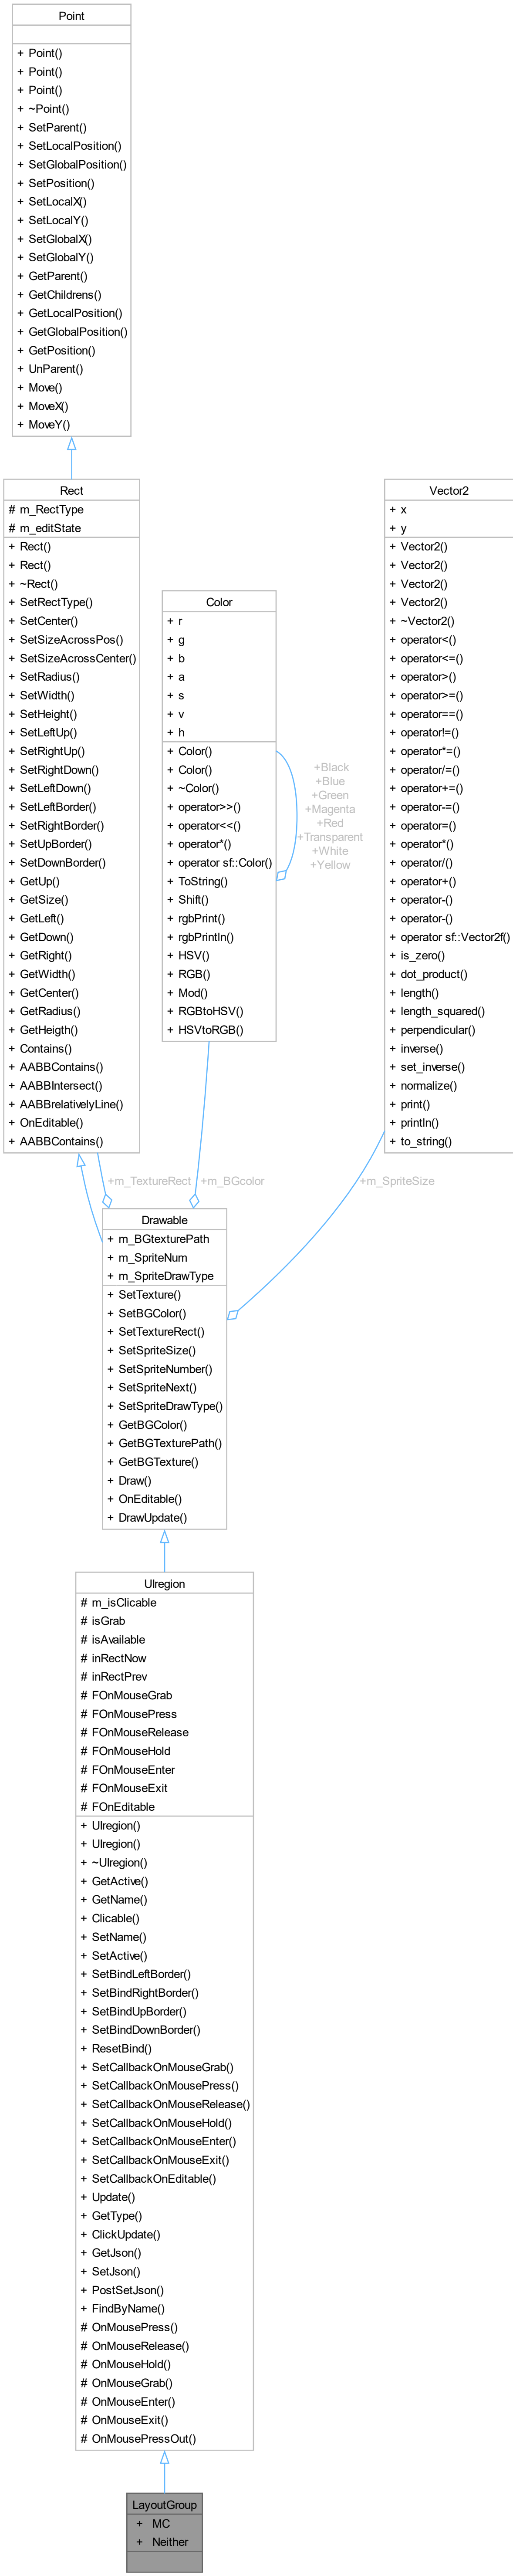 Point
+ Point()
+ Point()
+ Point()
+ ~Point()
+ SetParent()
+ SetLocalPosition()
+ SetGlobalPosition()
+ SetPosition()
+ SetLocalX()
+ SetLocalY()
+ SetGlobalX()
+ SetGlobalY()
+ GetParent()
+ GetChildrens()
+ GetLocalPosition()
+ GetGlobalPosition()
+ GetPosition()
+ UnParent()
+ Move()
+ MoveX()
+ MoveY()
Rect
# m_RectType
# m_editState
+ Rect()
+ Rect()
+ ~Rect()
+ SetRectType()
+ SetCenter()
+ SetSizeAcrossPos()
+ SetSizeAcrossCenter()
+ SetRadius()
+ SetWidth()
+ SetHeight()
+ SetLeftUp()
+ SetRightUp()
+ SetRightDown()
+ SetLeftDown()
+ SetLeftBorder()
+ SetRightBorder()
+ SetUpBorder()
+ SetDownBorder()
+ GetUp()
+ GetSize()
+ GetLeft()
+ GetDown()
+ GetRight()
+ GetWidth()
+ GetCenter()
+ GetRadius()
+ GetHeigth()
+ Contains()
+ AABBContains()
+ AABBIntersect()
+ AABBrelativelyLine()
+ OnEditable()
+ AABBContains()
Color
+ r
+ g
+ b
+ a
+ s
+ v
+ h
+ Color()
+ Color()
+ ~Color()
+ operator>>()
+ operator<<()
+ operator*()
+ operator sf::Color()
+ ToString()
+ Shift()
+ rgbPrint()
+ rgbPrintln()
+ HSV()
+ RGB()
+ Mod()
+ RGBtoHSV()
+ HSVtoRGB()
+Black
+Blue
+Green
+Magenta
+Red
+Transparent
+White
+Yellow
Vector2
+ x
+ y
+ Vector2()
+ Vector2()
+ Vector2()
+ Vector2()
+ ~Vector2()
+ operator<()
+ operator<=()
+ operator>()
+ operator>=()
+ operator==()
+ operator!=()
+ operator*=()
+ operator/=()
+ operator+=()
+ operator-=()
+ operator=()
+ operator*()
+ operator/()
+ operator+()
+ operator-()
+ operator-()
+ operator sf::Vector2f()
+ is_zero()
+ dot_product()
+ length()
+ length_squared()
+ perpendicular()
+ inverse()
+ set_inverse()
+ normalize()
+ print()
+ println()
+ to_string()
+m_TextureRect
+m_BGcolor
+m_SpriteSize
Drawable
+ m_BGtexturePath
+ m_SpriteNum
+ m_SpriteDrawType
+ SetTexture()
+ SetBGColor()
+ SetTextureRect()
+ SetSpriteSize()
+ SetSpriteNumber()
+ SetSpriteNext()
+ SetSpriteDrawType()
+ GetBGColor()
+ GetBGTexturePath()
+ GetBGTexture()
+ Draw()
+ OnEditable()
+ DrawUpdate()
UIregion
# m_isClicable
# isGrab
# isAvailable
# inRectNow
# inRectPrev
# FOnMouseGrab
# FOnMousePress
# FOnMouseRelease
# FOnMouseHold
# FOnMouseEnter
# FOnMouseExit
# FOnEditable
+ UIregion()
+ UIregion()
+ ~UIregion()
+ GetActive()
+ GetName()
+ Clicable()
+ SetName()
+ SetActive()
+ SetBindLeftBorder()
+ SetBindRightBorder()
+ SetBindUpBorder()
+ SetBindDownBorder()
+ ResetBind()
+ SetCallbackOnMouseGrab()
+ SetCallbackOnMousePress()
+ SetCallbackOnMouseRelease()
+ SetCallbackOnMouseHold()
+ SetCallbackOnMouseEnter()
+ SetCallbackOnMouseExit()
+ SetCallbackOnEditable()
+ Update()
+ GetType()
+ ClickUpdate()
+ GetJson()
+ SetJson()
+ PostSetJson()
+ FindByName()
# OnMousePress()
# OnMouseRelease()
# OnMouseHold()
# OnMouseGrab()
# OnMouseEnter()
# OnMouseExit()
# OnMousePressOut()
LayoutGroup
+ MC
+ Neither